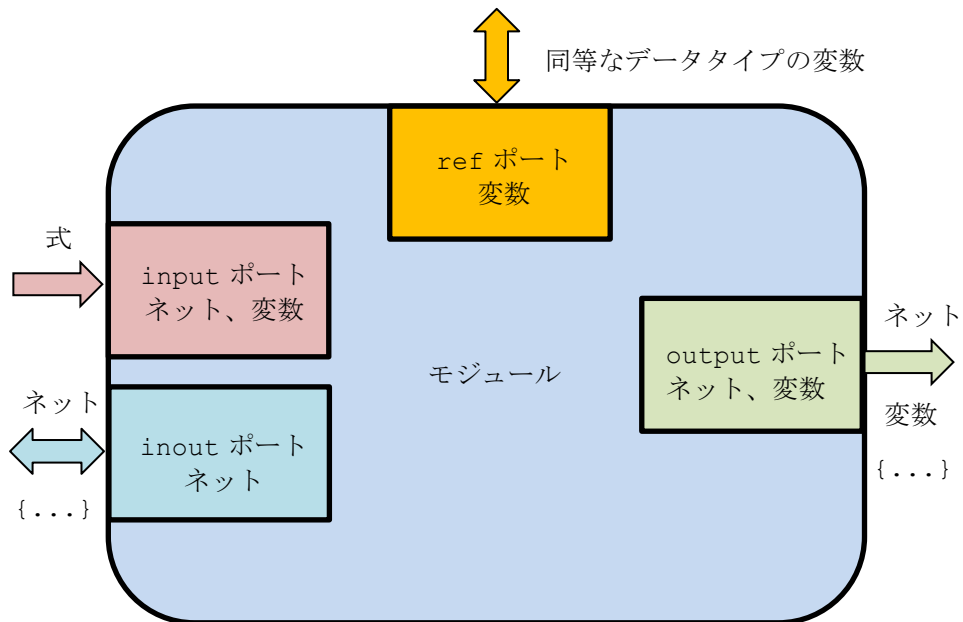 同等なデータタイプの変数
ref ポート
変数
式
input ポート
ネット、変数
ネット
output ポート
ネット、変数
モジュール
ネット
変数
{...}
inout ポート
ネット
{...}